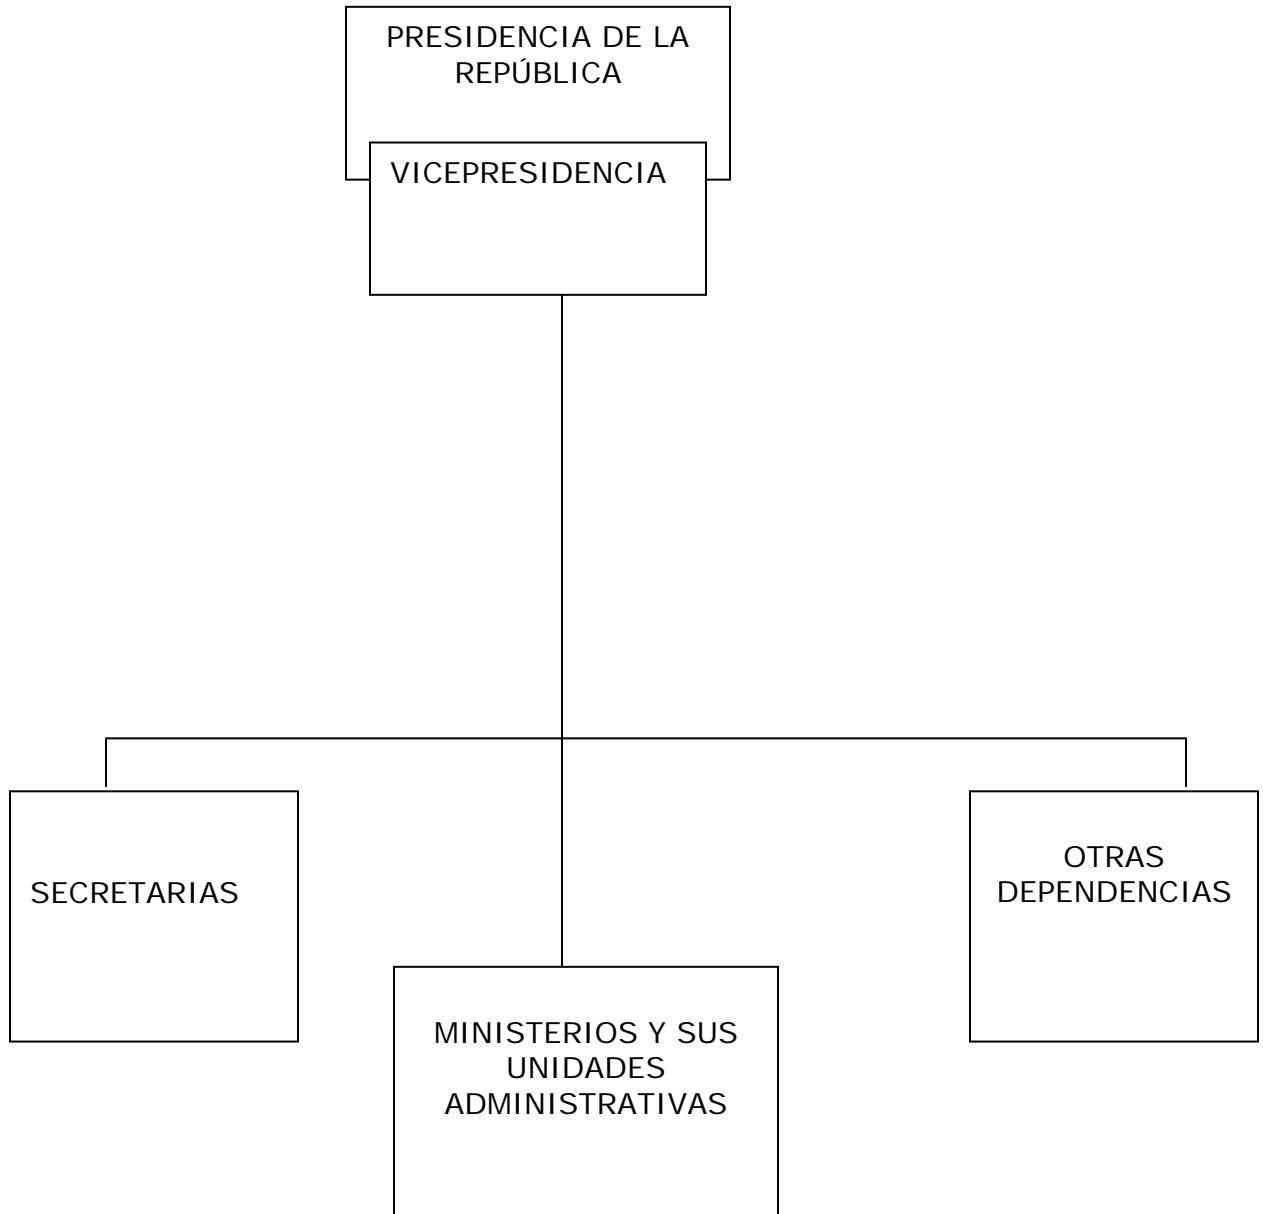 PRESIDENCIA DE LA
REPÚBLICA
VICEPRESIDENCIA
SECRETARIAS
OTRAS
DEPENDENCIAS
MINISTERIOS Y SUS
UNIDADES
ADMINISTRATIVAS